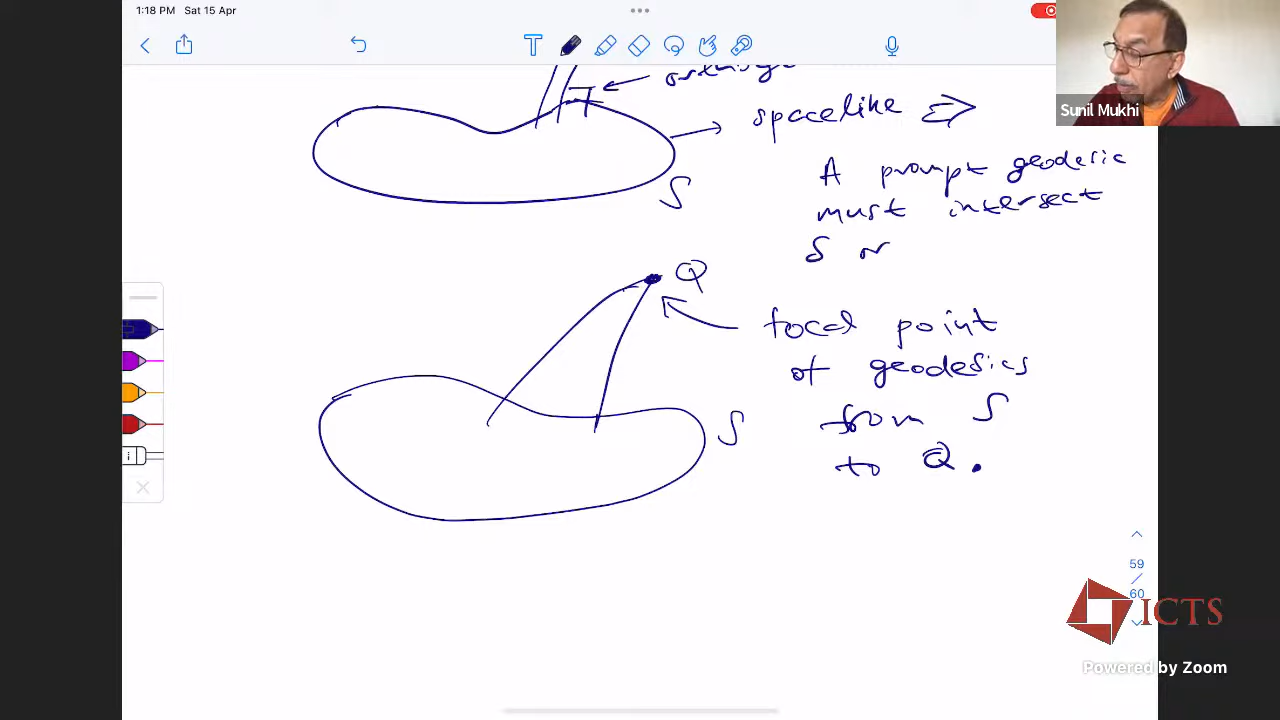 1:18 PM Sat 15 Apr
Sunil Mukhi
spacelike ⇒
A prompt geodesic
must intersect
S or
S
Q
focal point
of geodesics
from S
to Q.
S
59
/
60
ICTS
Powered by Zoom